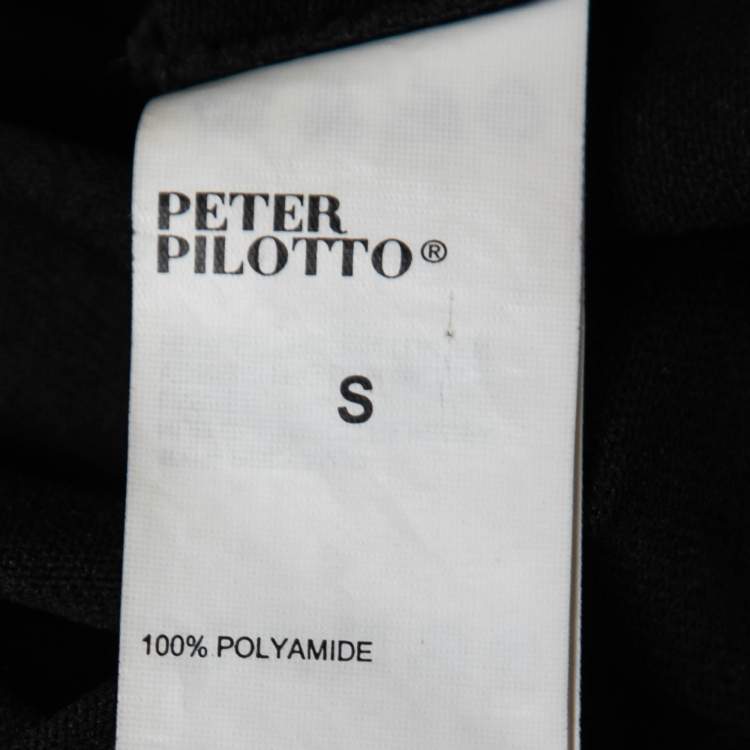 PETER
PILOTTO®
S
100% POLYAMIDE